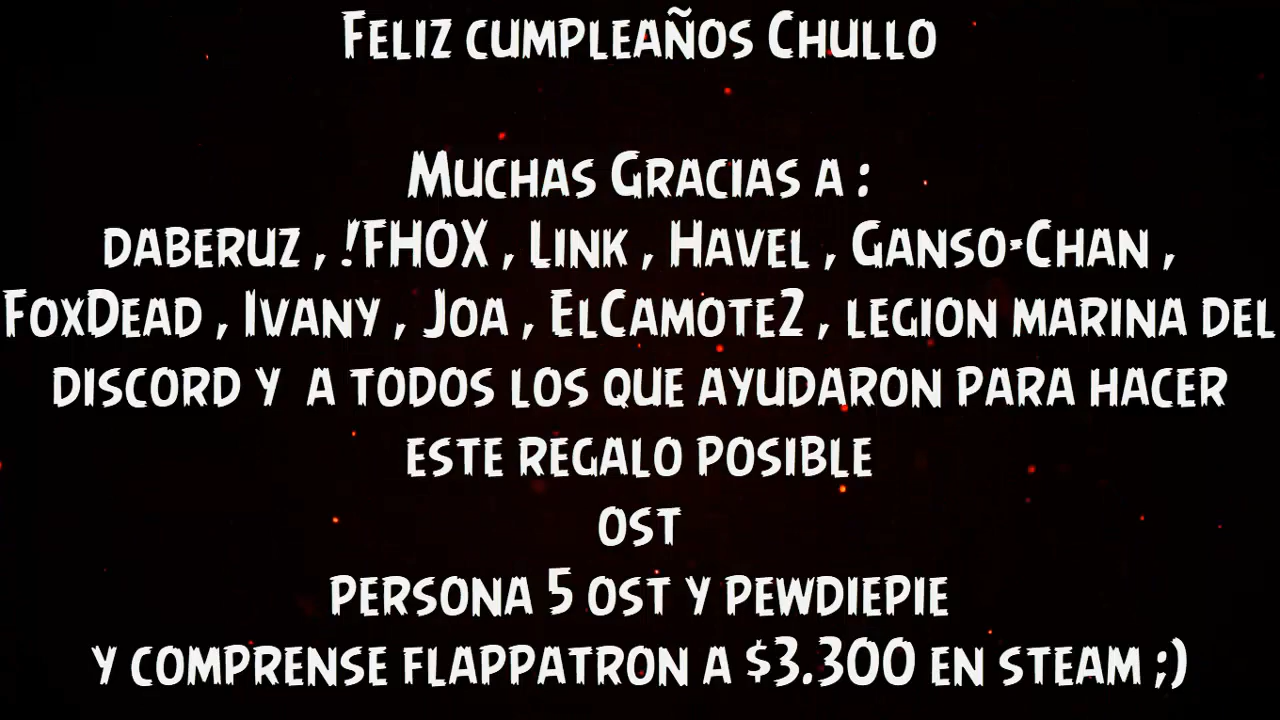 Feliz cumpleaños Chullo
Muchas Gracias a :
daberuz , !FHOX , Link , Havel , Ganso-Chan ,
FoxDead , Ivany , Joa , ElCamote2 , legion marina del
discord y a todos los que ayudaron para hacer
este regalo posible
ost
persona 5 ost y pewdiepie
y comprense flappatron a $3.300 en steam ;)